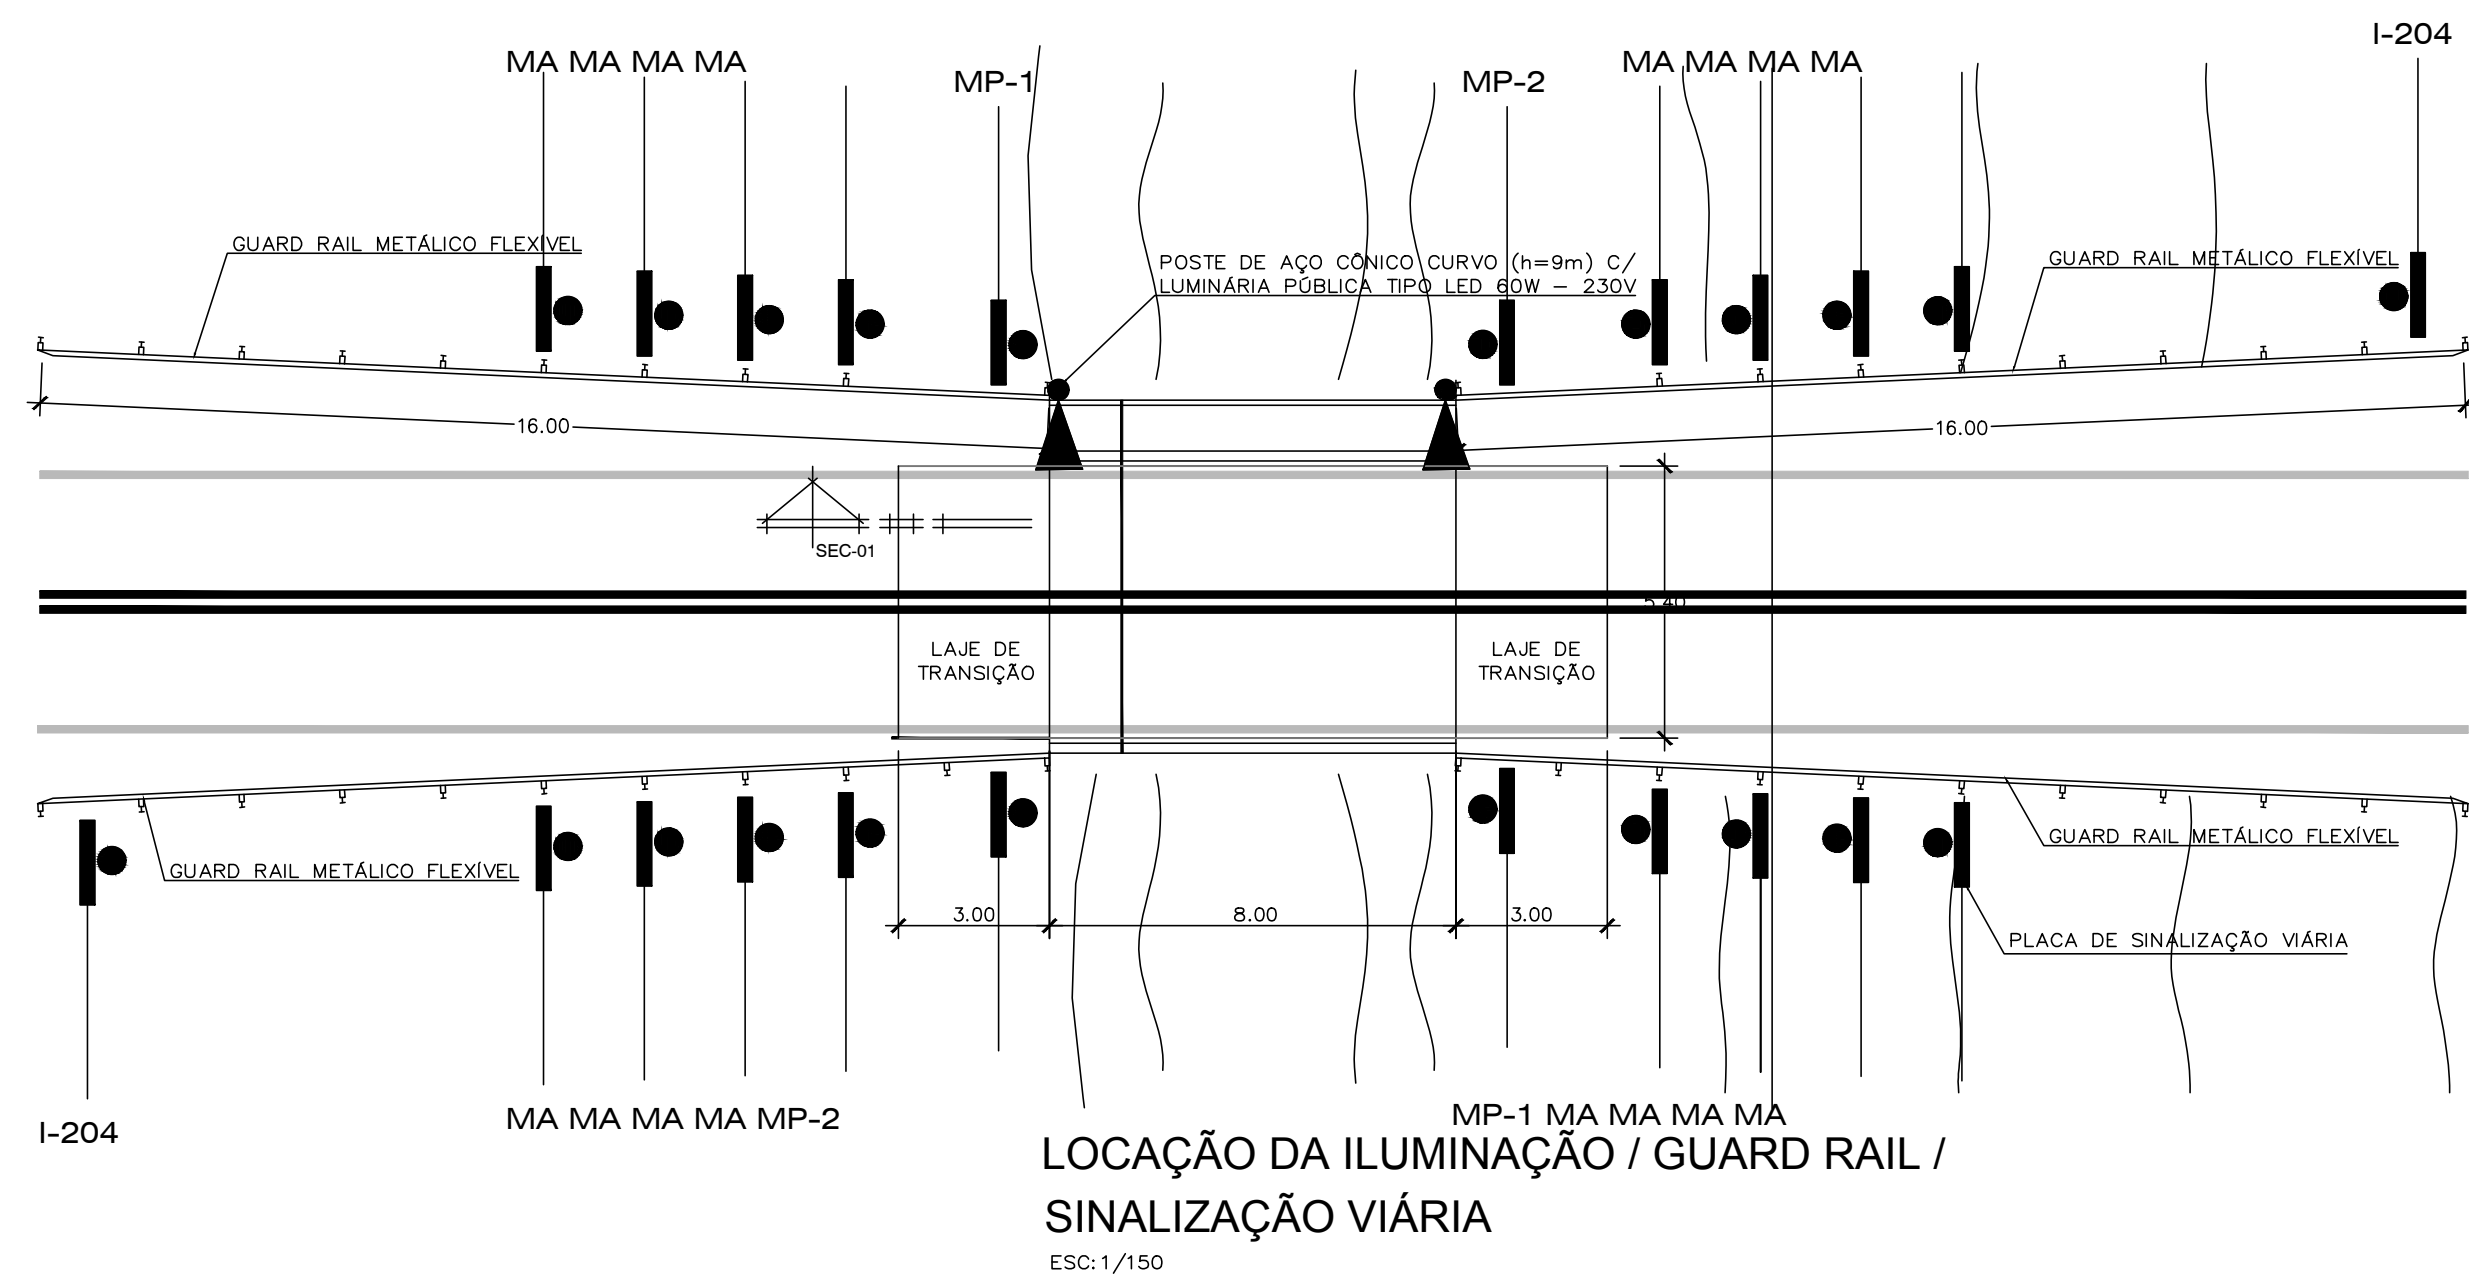 I-204
MA MA MA MA
MP-1
MP-2
MA MA MA MA
GUARD RAIL METÁLICO FLEXÍVEL
POSTE DE AÇO CÔNICO CURVO (h=9m) C/
LUMINÁRIA PÚBLICA TIPO LED 60W – 230V
GUARD RAIL METÁLICO FLEXÍVEL
16.00
16.00
SEC-01
5.40
LAJE DE
TRANSIÇÃO
LAJE DE
TRANSIÇÃO
GUARD RAIL METÁLICO FLEXÍVEL
GUARD RAIL METÁLICO FLEXÍVEL
3.00
8.00
3.00
PLACA DE SINALIZAÇÃO VIÁRIA
I-204
MA MA MA MA MP-2
MP-1 MA MA MA MA
LOCAÇÃO DA ILUMINAÇÃO / GUARD RAIL /
SINALIZAÇÃO VIÁRIA
ESC: 1/150